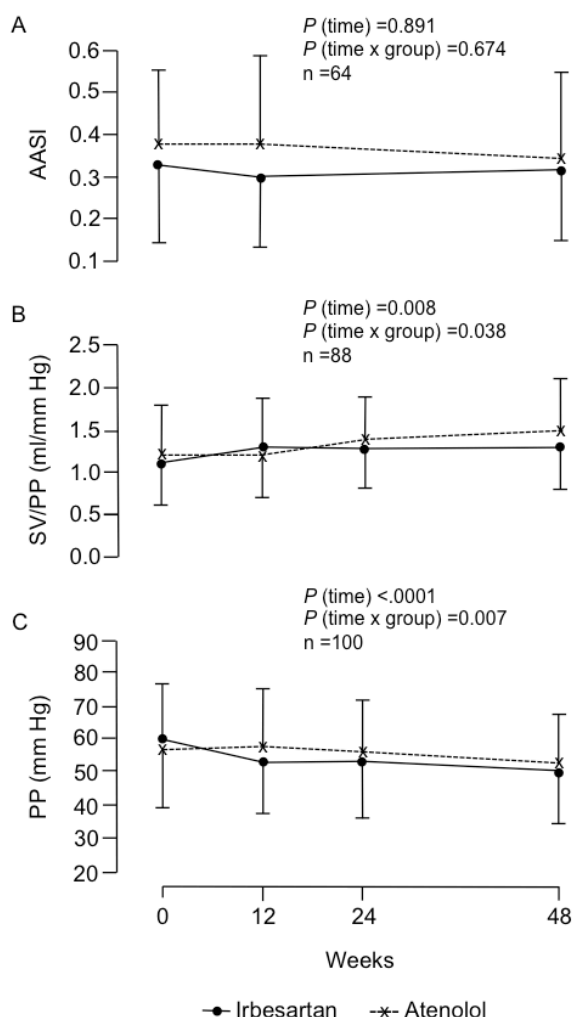 A
P (time) =0.891
P (time x group) =0.674
n =64
AASI
0.6
0.5
0.4
0.3
0.2
0.1
B
P (time) =0.008
P (time x group) =0.038
n =88
SV/PP (ml/mm Hg)
2.5
2.0
1.5
1.0
0.5
0.0
C
P (time) <.0001
P (time x group) =0.007
n =100
PP (mm Hg)
90
80
70
60
50
40
30
20
0 12 24 48
Weeks
Irbesartan Atenolol